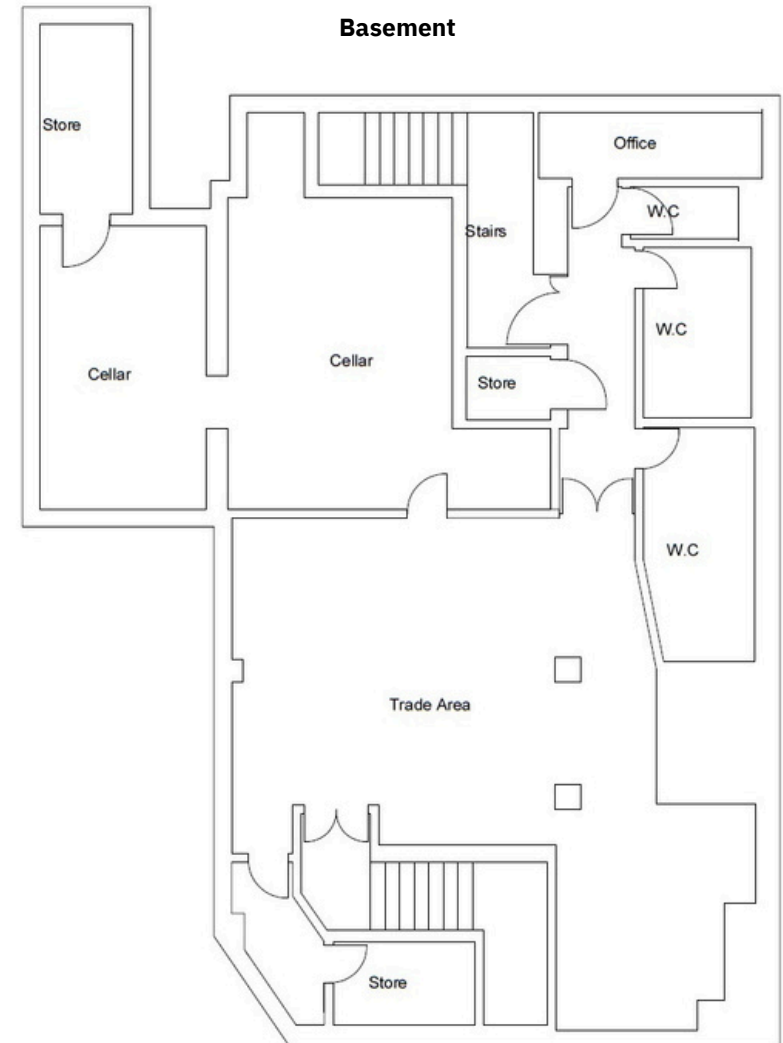 Basement
Store
Office
W.C
Stairs
W.C
Cellar
Cellar
Store
W.C
Trade Area
Store